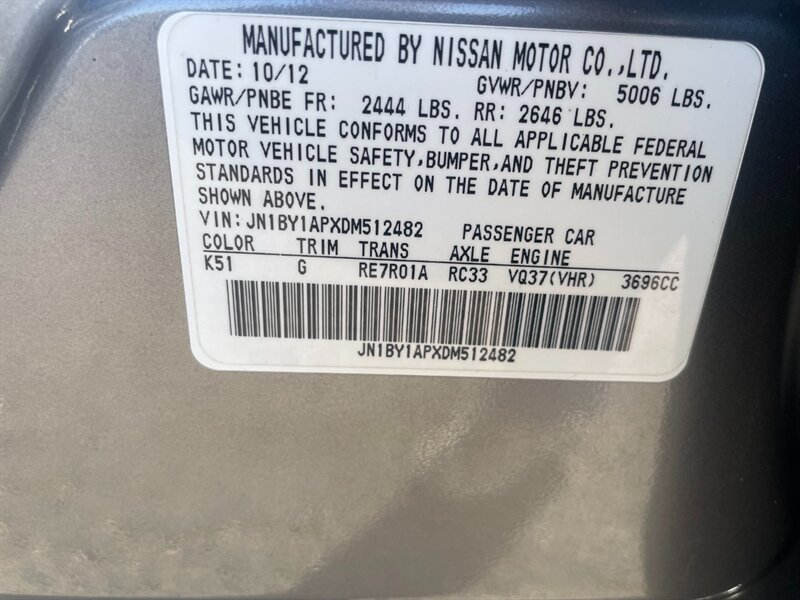 MANUFACTURED BY NISSAN MOTOR CO.,LTD.
DATE: 10/12 GVWR/PNBV: 5006 LBS.
GAWR/PNBE FR: 2444 LBS. RR: 2646 LBS.
THIS VEHICLE CONFORMS TO ALL APPLICABLE FEDERAL
MOTOR VEHICLE SAFETY,BUMPER,AND THEFT PREVENTION
STANDARDS IN EFFECT ON THE DATE OF MANUFACTURE
SHOWN ABOVE.
VIN: JN1BY1APXDM512482 PASSENGER CAR
COLOR TRIM TRANS AXLE ENGINE
K51 G RE7R01A RC33 VQ37(VHR) 3696CC
JN1BY1APXDM512482